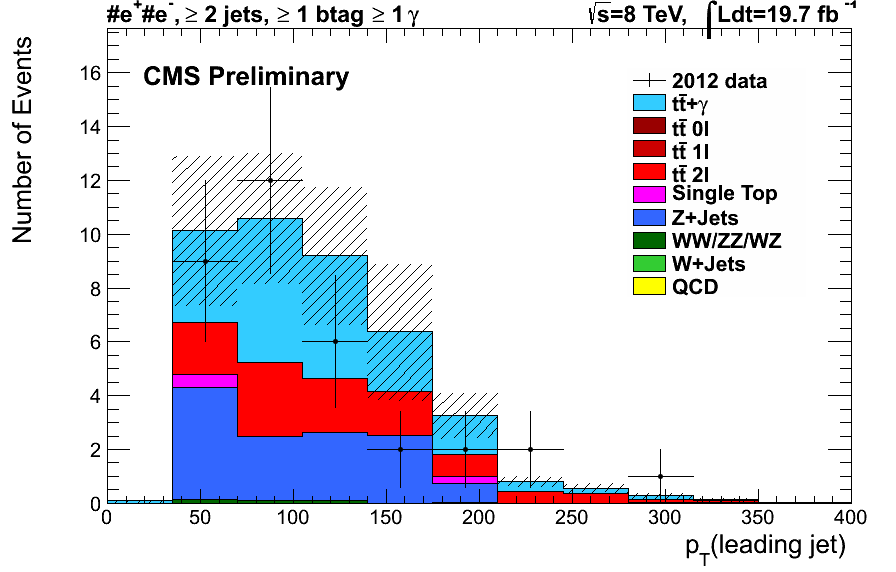 #e⁺#e⁻, ≥ 2 jets, ≥ 1 btag ≥ 1 γ
√s=8 TeV, ∫Ldt=19.7 fb⁻¹
CMS Preliminary
2012 data
tt̄+γ
tt̄ 0l
tt̄ 1l
tt̄ 2l
Single Top
Z+Jets
WW/ZZ/WZ
W+Jets
QCD
Number of Events
16
14
12
10
8
6
4
2
0
0 50 100 150 200 250 300 350 400
p_T(leading jet)